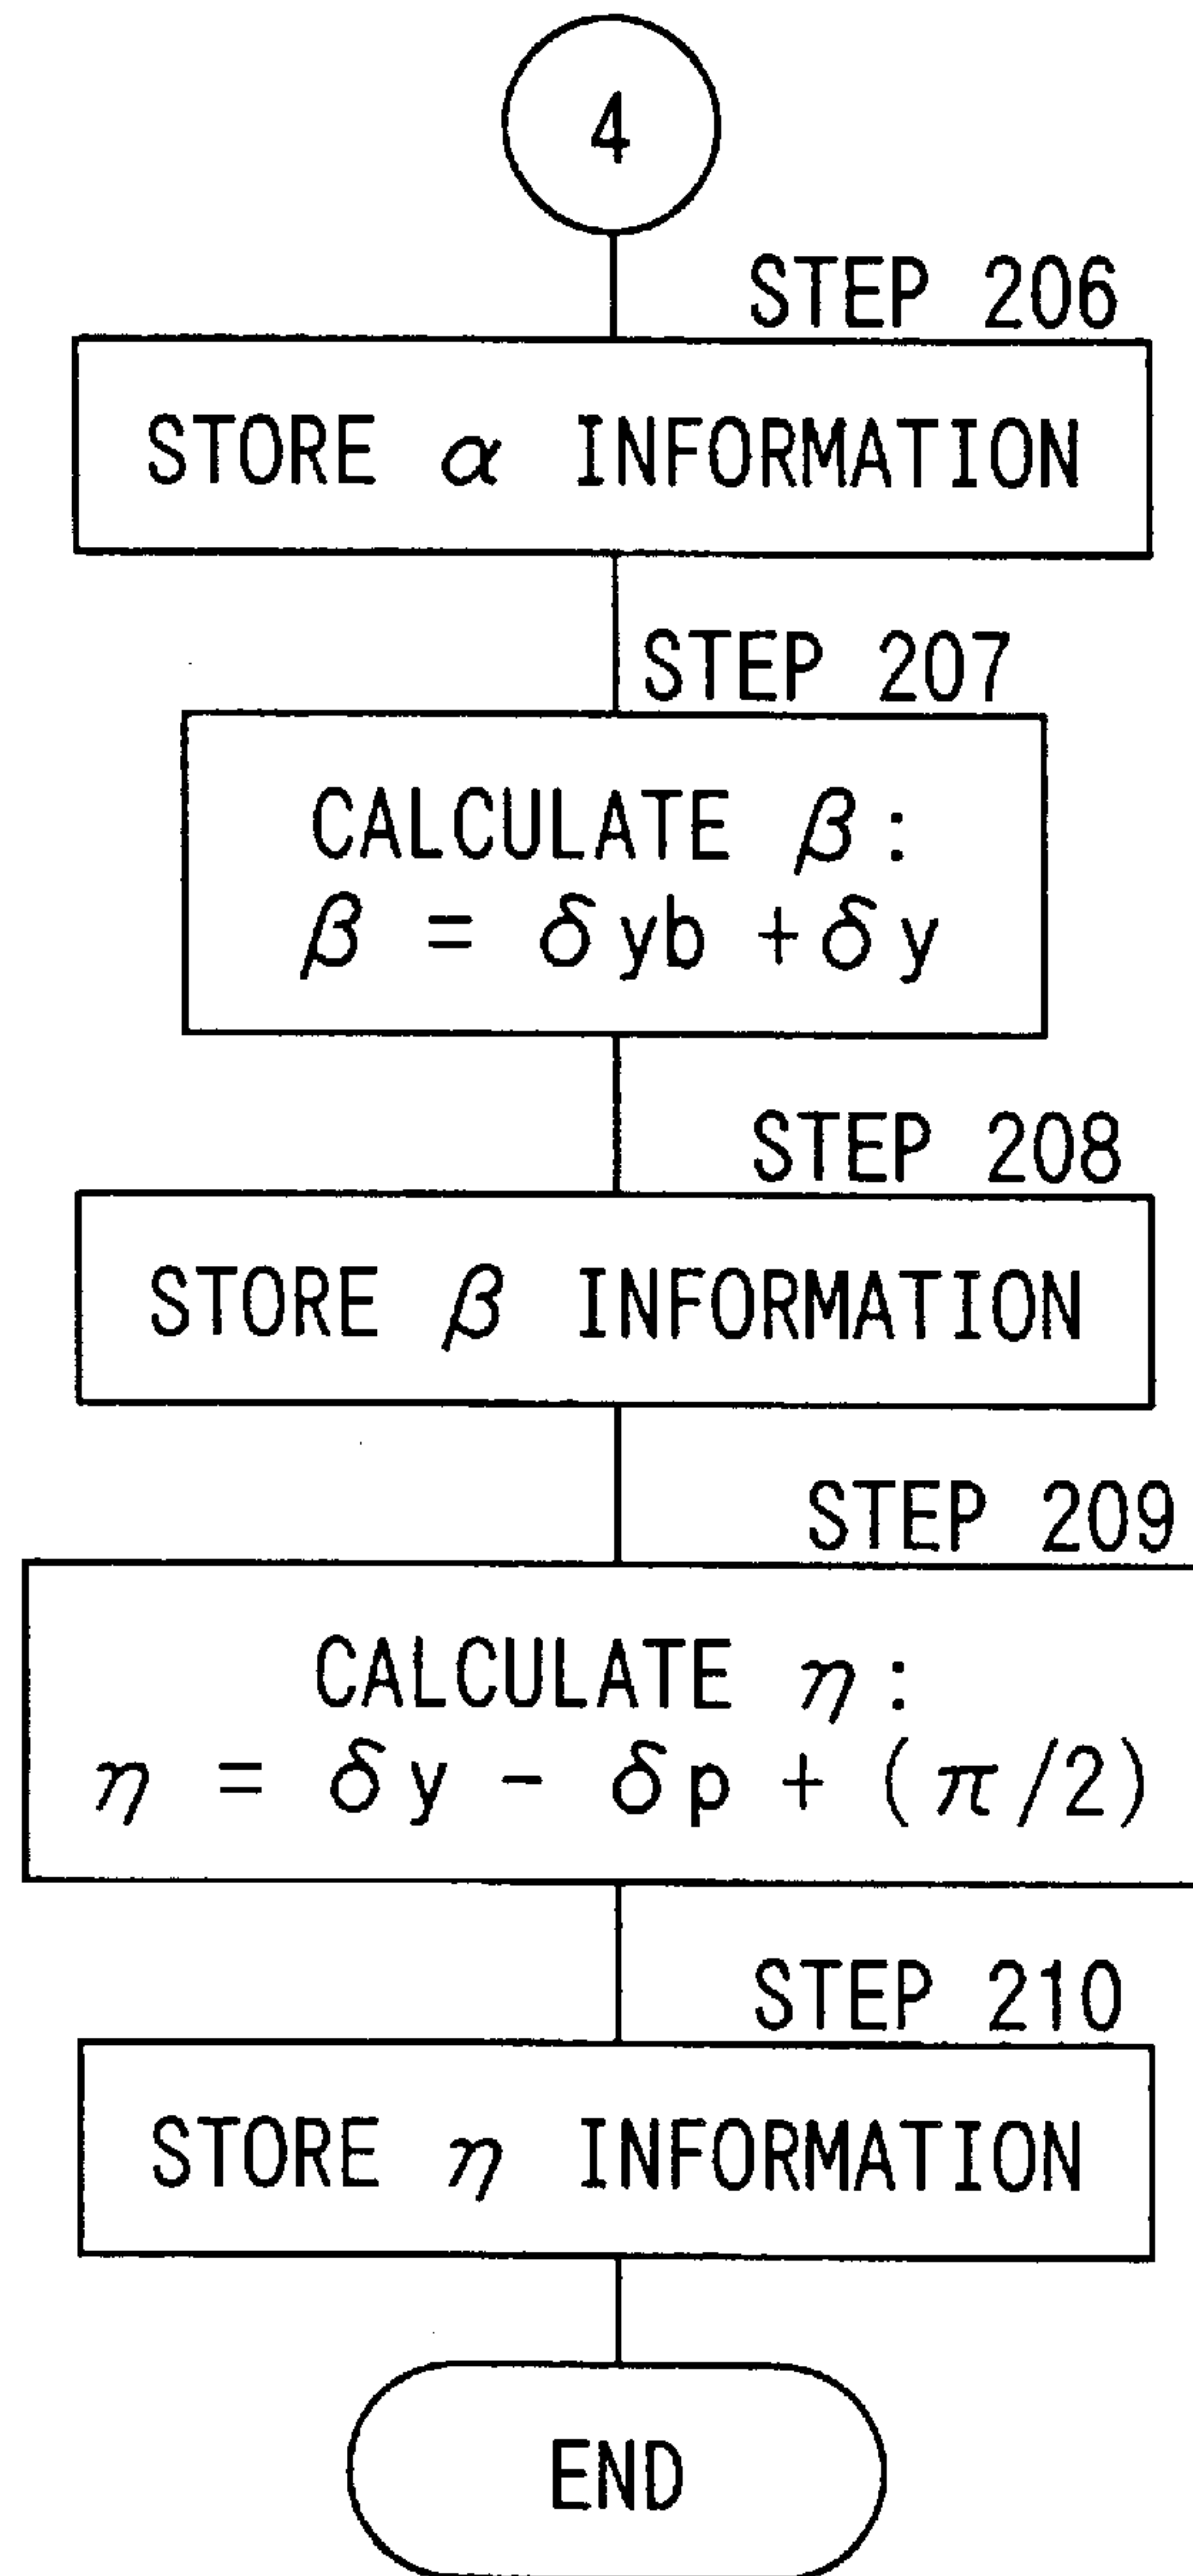 4
STEP 206
STORE α INFORMATION
STEP 207
CALCULATE β:
β = δyb + δy
STEP 208
STORE β INFORMATION
STEP 209
CALCULATE η:
η = δy - δp + (π/2)
STEP 210
STORE η INFORMATION
END